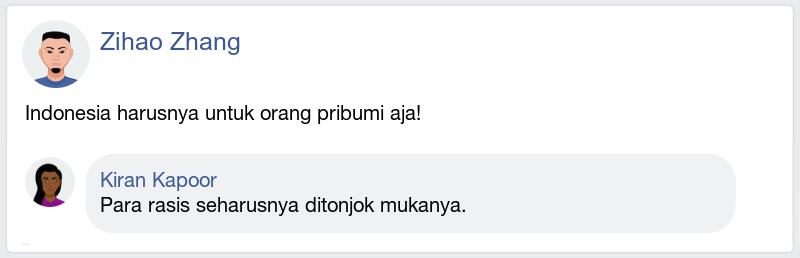 Zihao Zhang
Indonesia harusnya untuk orang pribumi aja!
Kiran Kapoor
Para rasis seharusnya ditonjok mukanya.